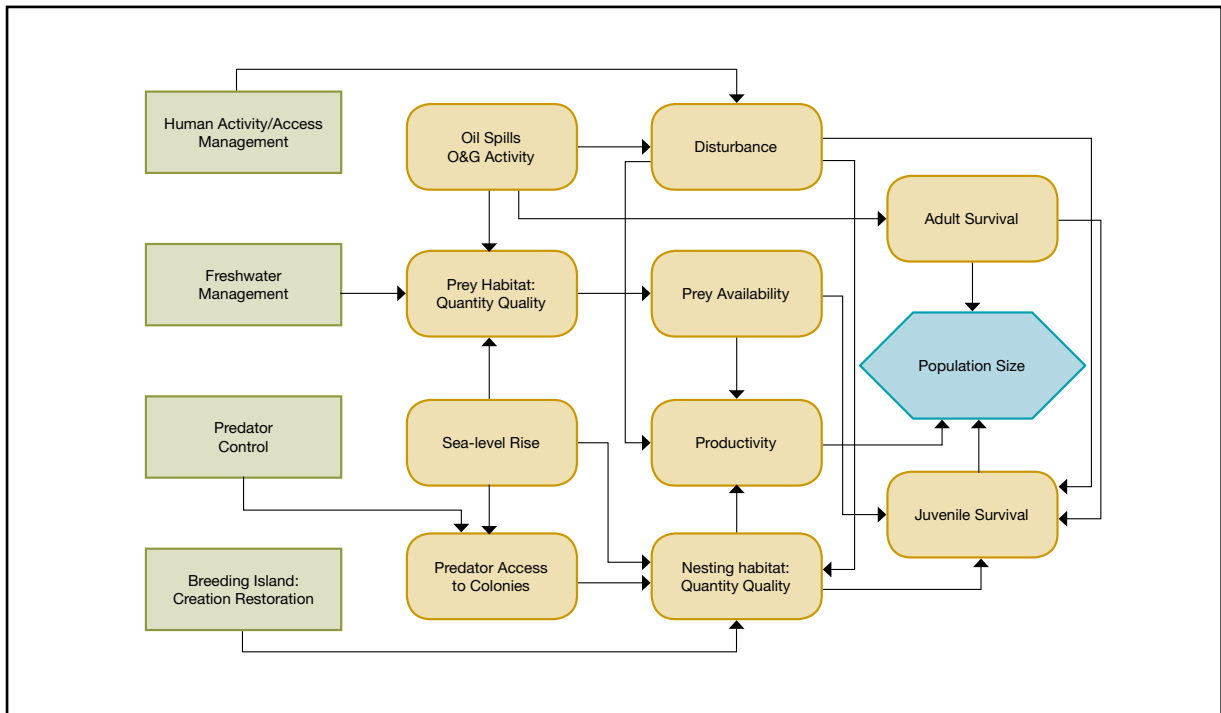 Human Activity/Access
Management
Oil Spills
O&G Activity
Disturbance
Adult Survival
Freshwater
Management
Prey Habitat:
Quantity Quality
Prey Availability
Population Size
Predator
Control
Sea-level Rise
Productivity
Juvenile Survival
Breeding Island:
Creation Restoration
Predator Access
to Colonies
Nesting habitat:
Quantity Quality